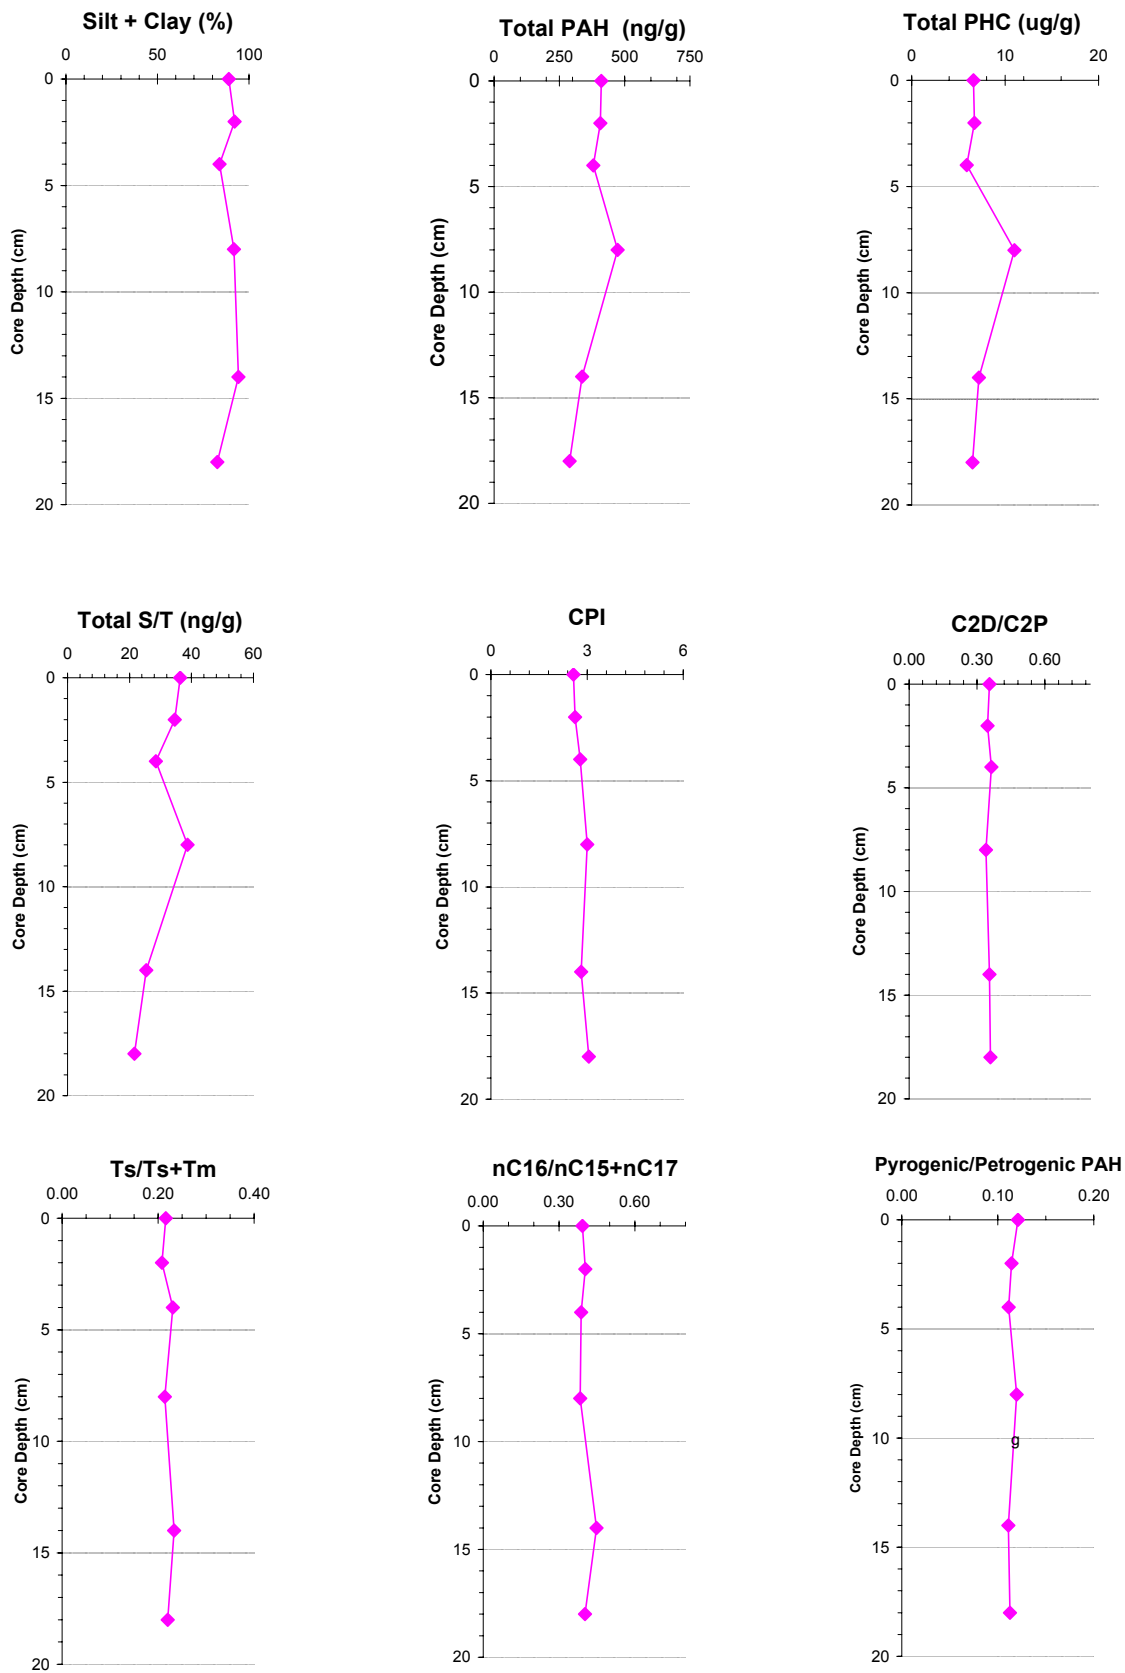 Silt + Clay (%)
0 50 100
0
5
10
15
20
Core Depth (cm)
Total PAH (ng/g)
0 250 500 750
0
5
10
15
20
Core Depth (cm)
Total PHC (ug/g)
0 10 20
0
5
10
15
20
Core Depth (cm)
Total S/T (ng/g)
0 20 40 60
0
5
10
15
20
Core Depth (cm)
CPI
0 3 6
0
5
10
15
20
Core Depth (cm)
C2D/C2P
0.00 0.30 0.60
0
5
10
15
20
Core Depth (cm)
Ts/Ts+Tm
0.00 0.20 0.40
0
5
10
15
20
Core Depth (cm)
nC16/nC15+nC17
0.00 0.30 0.60
0
5
10
15
20
Core Depth (cm)
Pyrogenic/Petrogenic PAH
0.00 0.10 0.20
0
5
10
15
20
Core Depth (cm)
g